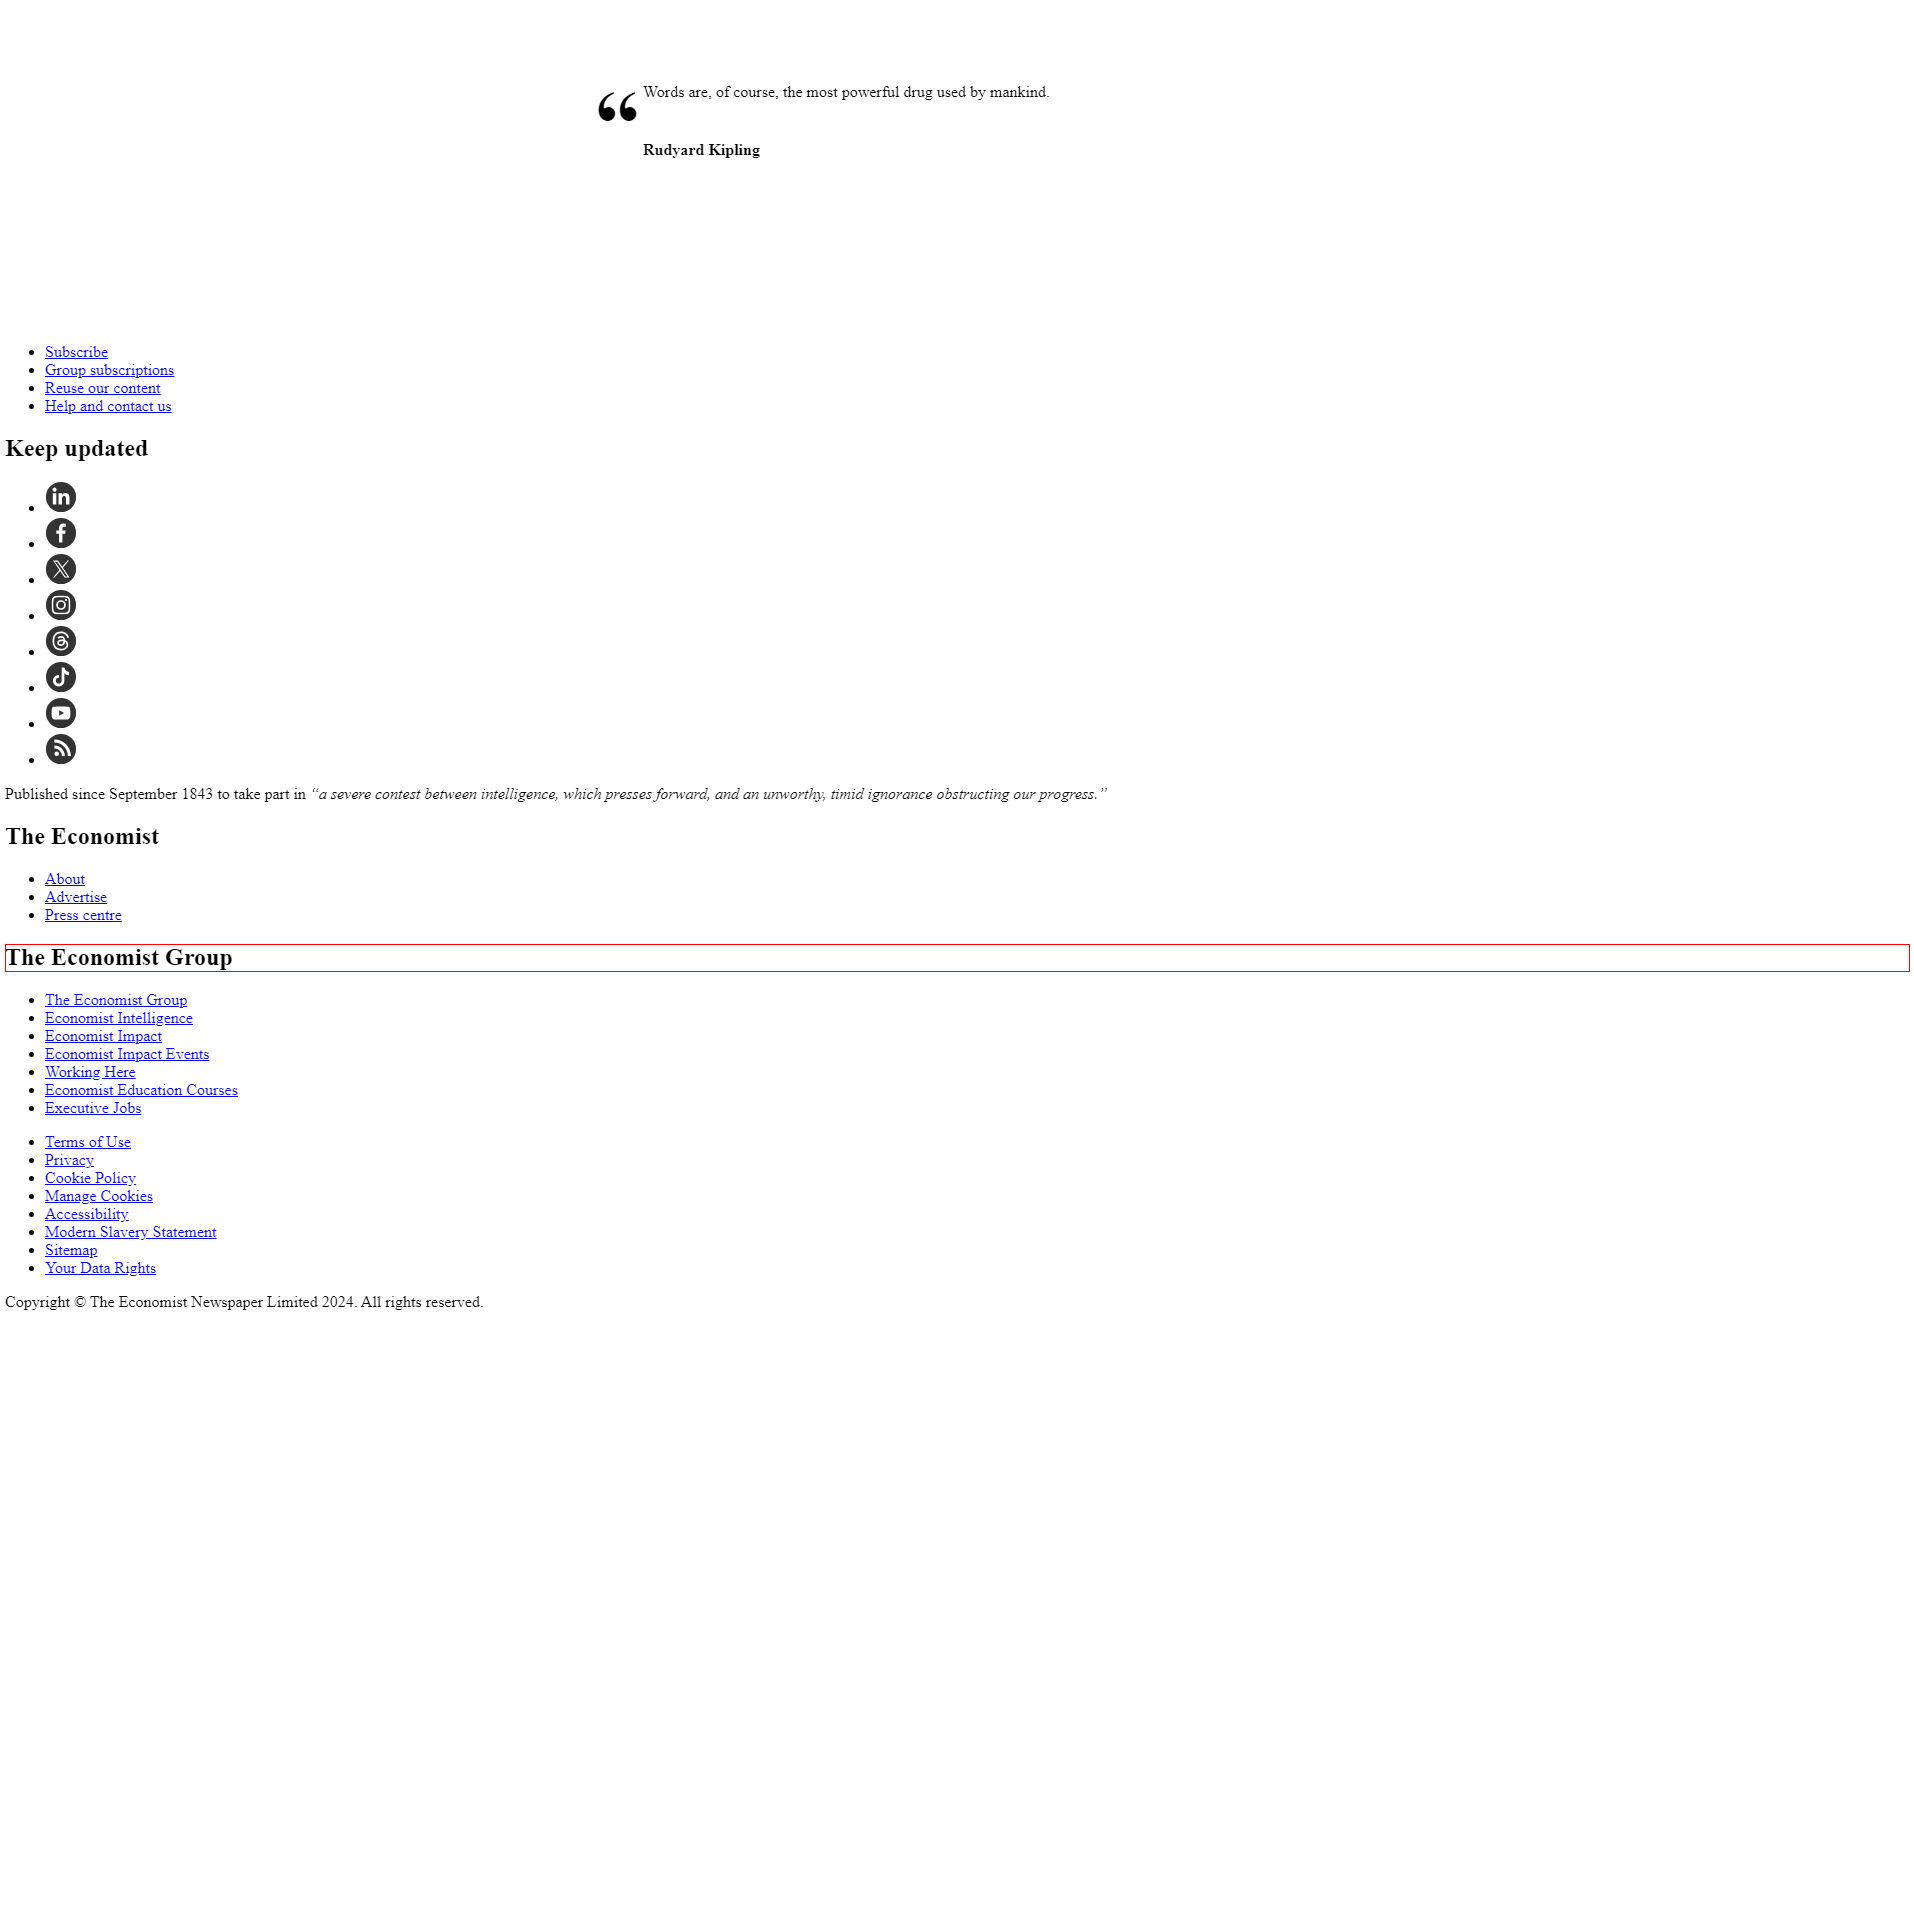 “ Words are, of course, the most powerful drug used by mankind.
Rudyard Kipling
Subscribe
Group subscriptions
Reuse our content
Help and contact us
Keep updated
Published since September 1843 to take part in “a severe contest between intelligence, which presses forward, and an unworthy, timid ignorance obstructing our progress.”
The Economist
About
Advertise
Press centre
The Economist Group
The Economist Group
Economist Intelligence
Economist Impact
Economist Impact Events
Working Here
Economist Education Courses
Executive Jobs
Terms of Use
Privacy
Cookie Policy
Manage Cookies
Accessibility
Modern Slavery Statement
Sitemap
Your Data Rights
Copyright © The Economist Newspaper Limited 2024. All rights reserved.